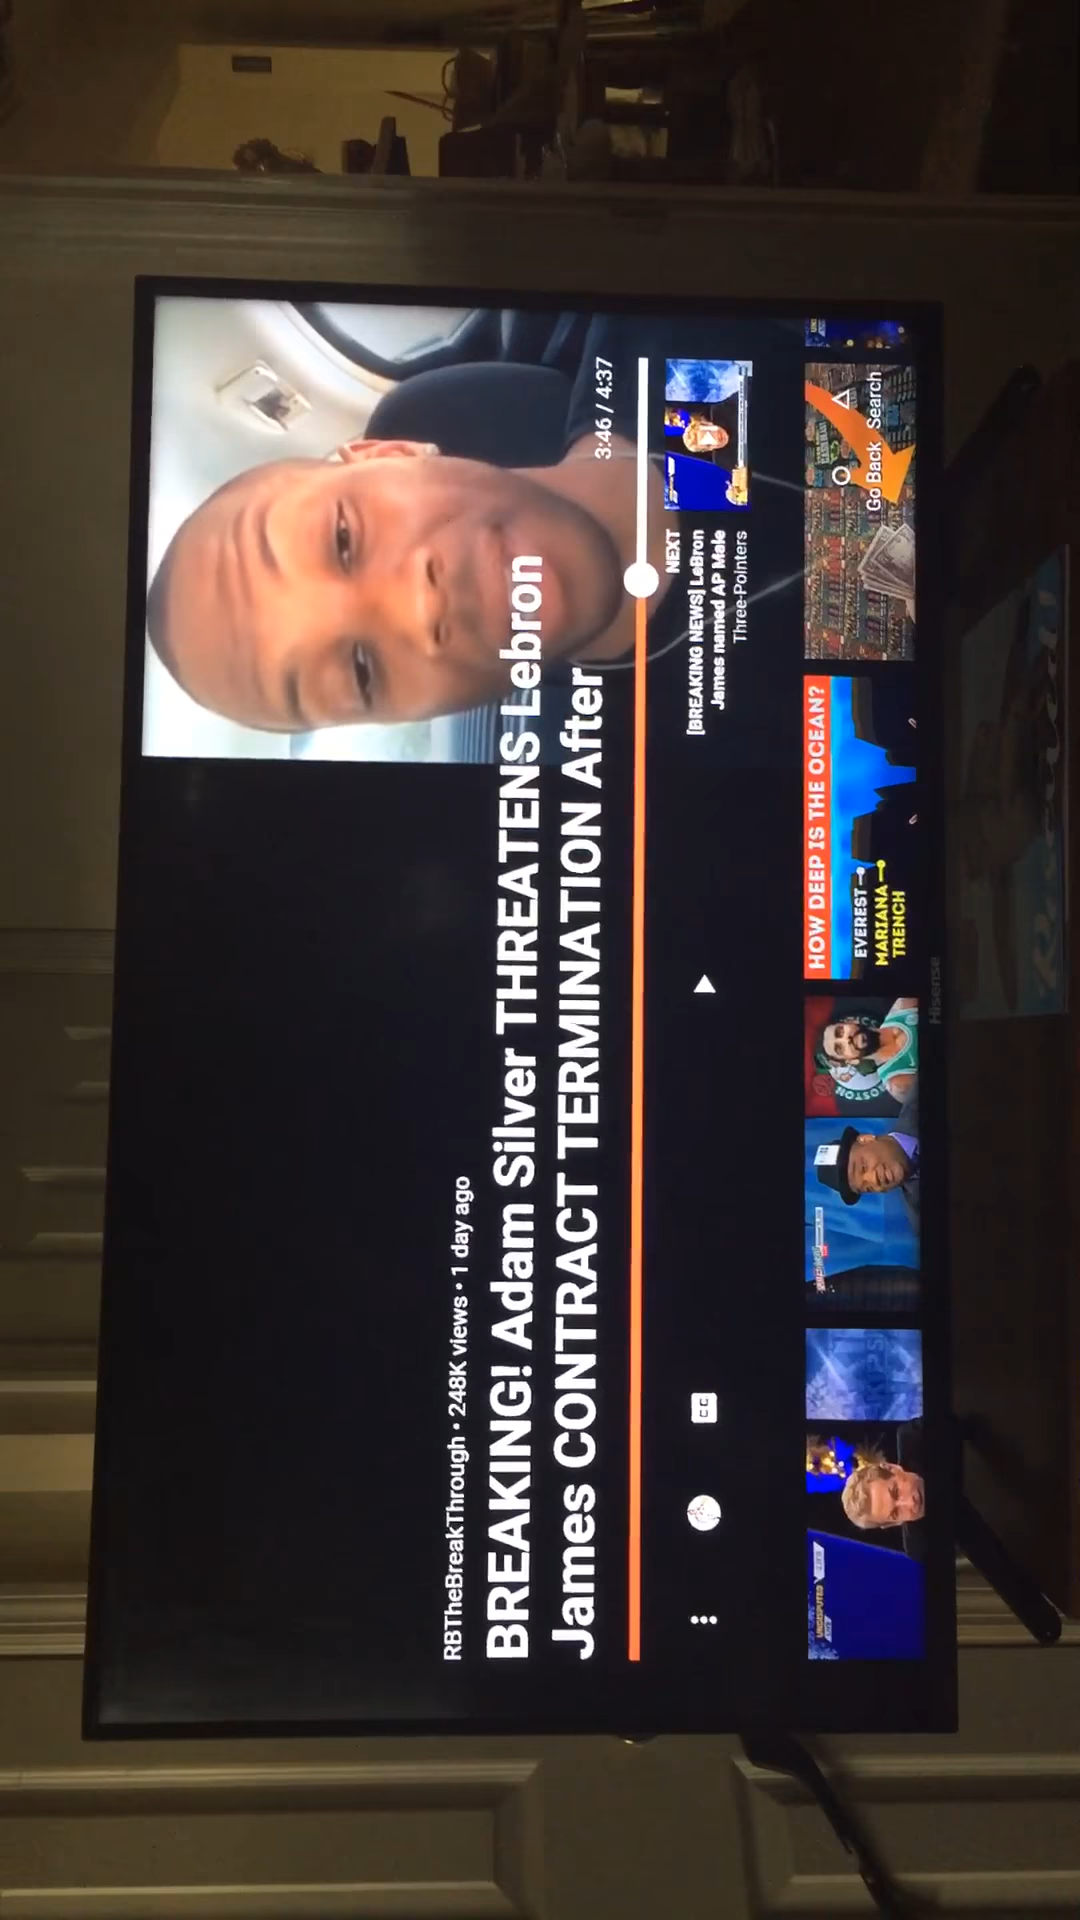 RBTheBreakThrough • 248K views • 1 day ago
BREAKING! Adam Silver THREATENS Lebron
James CONTRACT TERMINATION After
3:46 / 4:37
CC
NEXT
[BREAKING NEWS] LeBron
James named AP Male
Three-Pointers
UNDISPUTED
BOSTON
HOW DEEP IS THE OCEAN?
EVEREST
MARIANA
TRENCH
Go Back
Search
Hisense